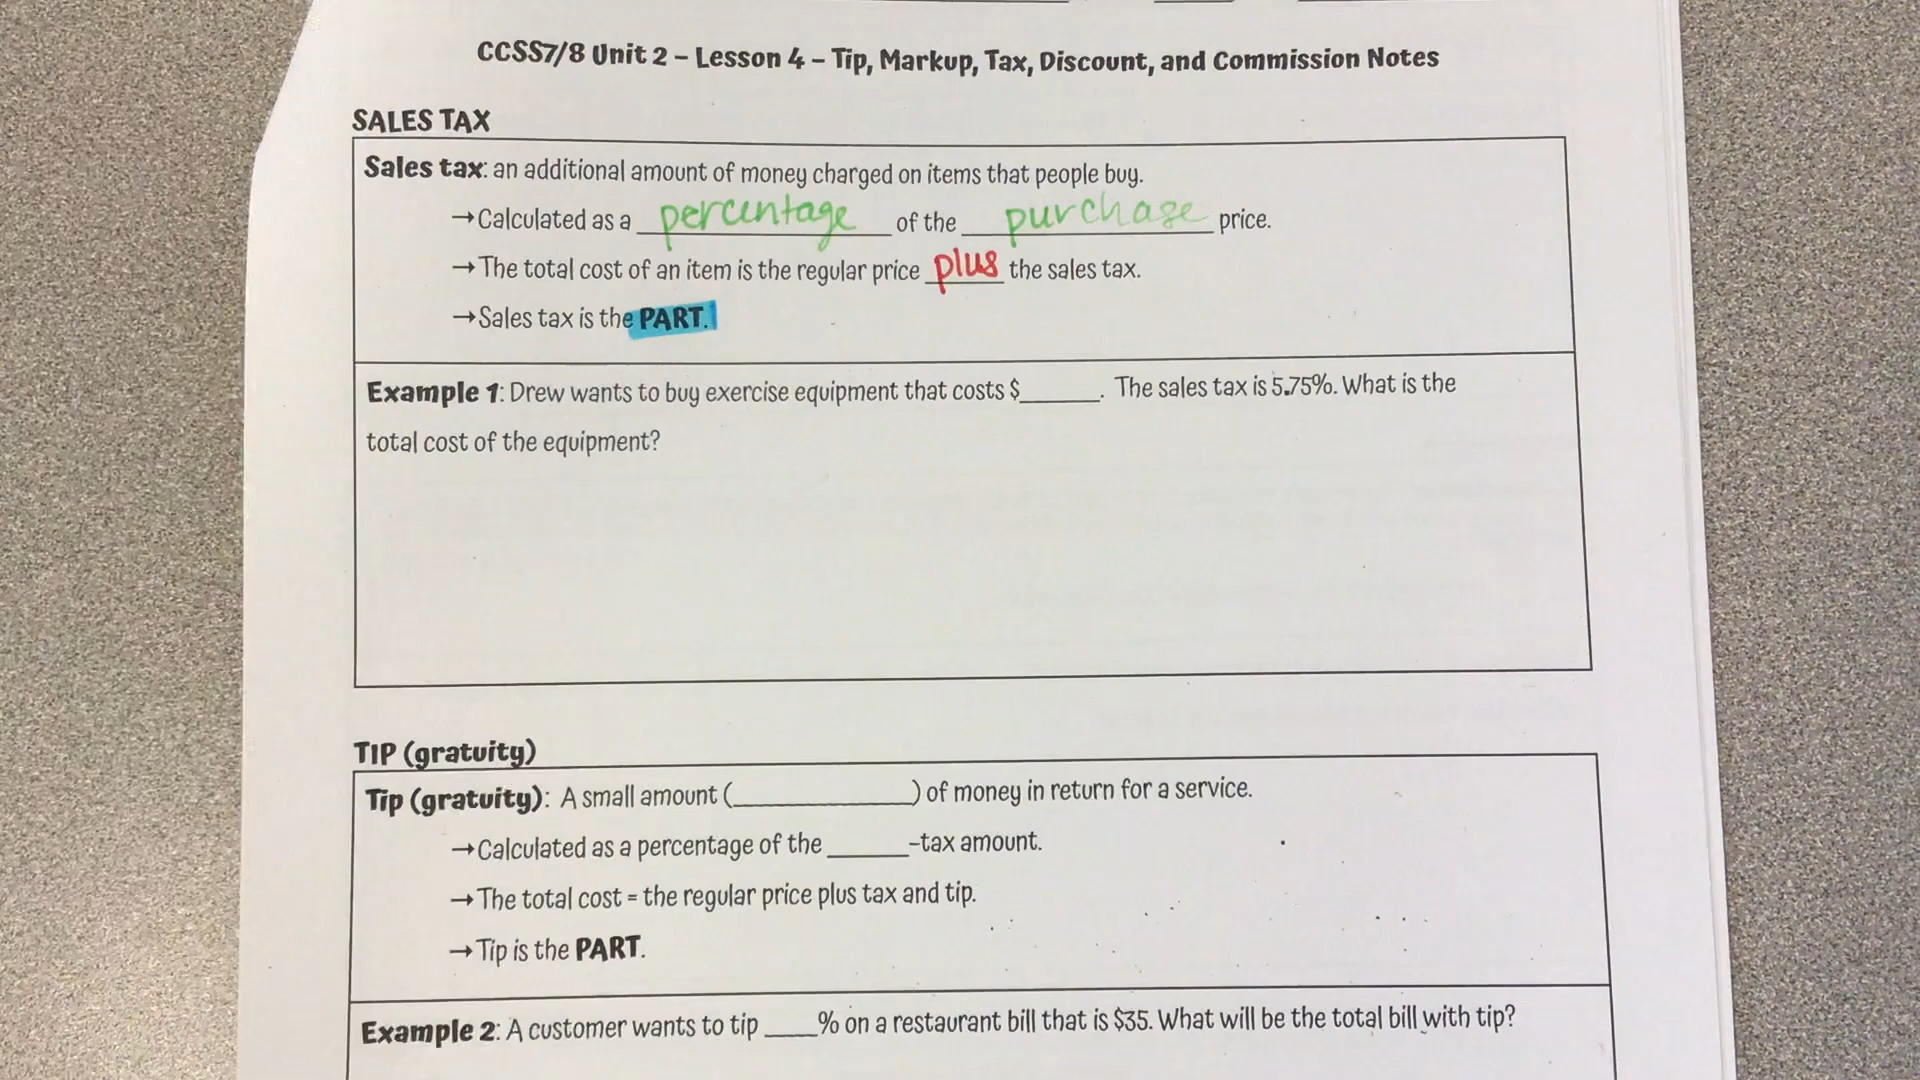 CCSS7/8 Unit 2 – Lesson 4 – Tip, Markup, Tax, Discount, and Commission Notes
SALES TAX
Sales tax: an additional amount of money charged on items that people buy.
→Calculated as a percentage of the purchase price.
→The total cost of an item is the regular price plus the sales tax.
→Sales tax is the PART.
Example 1: Drew wants to buy exercise equipment that costs $______. The sales tax is 5.75%. What is the
total cost of the equipment?
TIP (gratuity)
Tip (gratuity): A small amount (______________) of money in return for a service.
→Calculated as a percentage of the ______-tax amount.
→The total cost = the regular price plus tax and tip.
→Tip is the PART.
Example 2: A customer wants to tip ____% on a restaurant bill that is $35. What will be the total bill with tip?